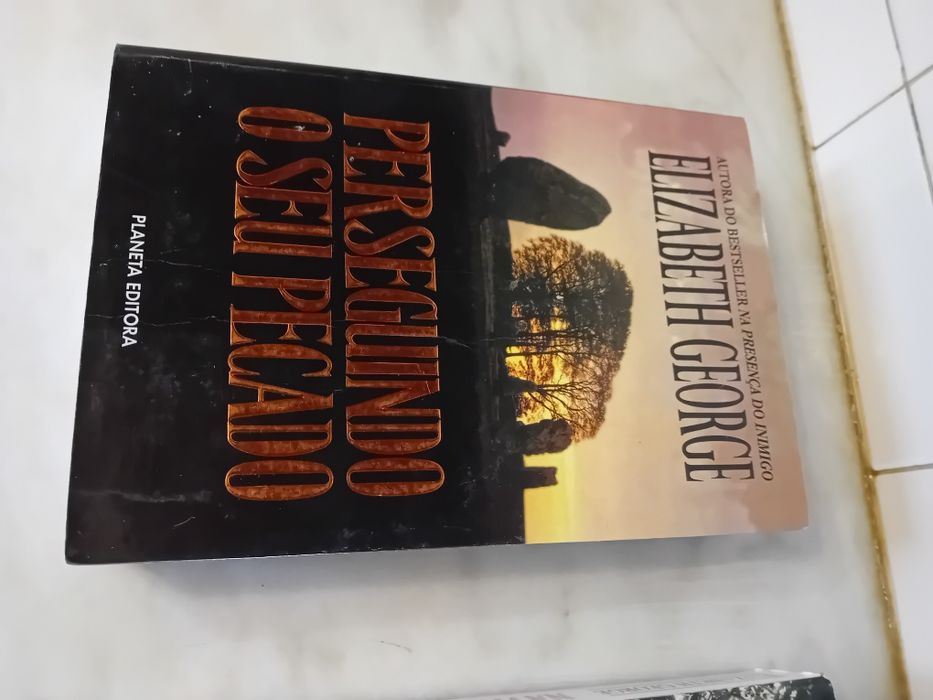 AUTORA DO BESTSELLER NA PRESENÇA DO INIMIGO
ELIZABETH GEORGE
PERSEGUINDO
O SEU PECADO
PLANETA EDITORA